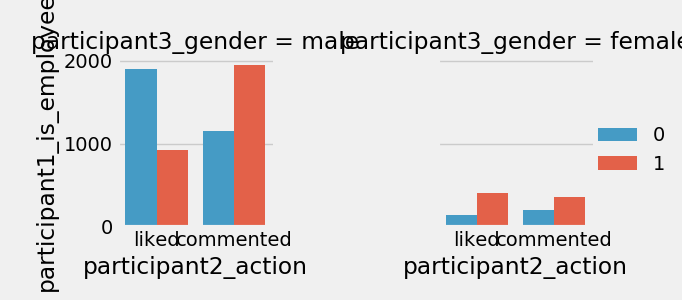 participant3_gender = male
participant3_gender = female
participant1_is_employee
2000
1000
0
liked
commented
participant2_action
liked
commented
participant2_action
0
1